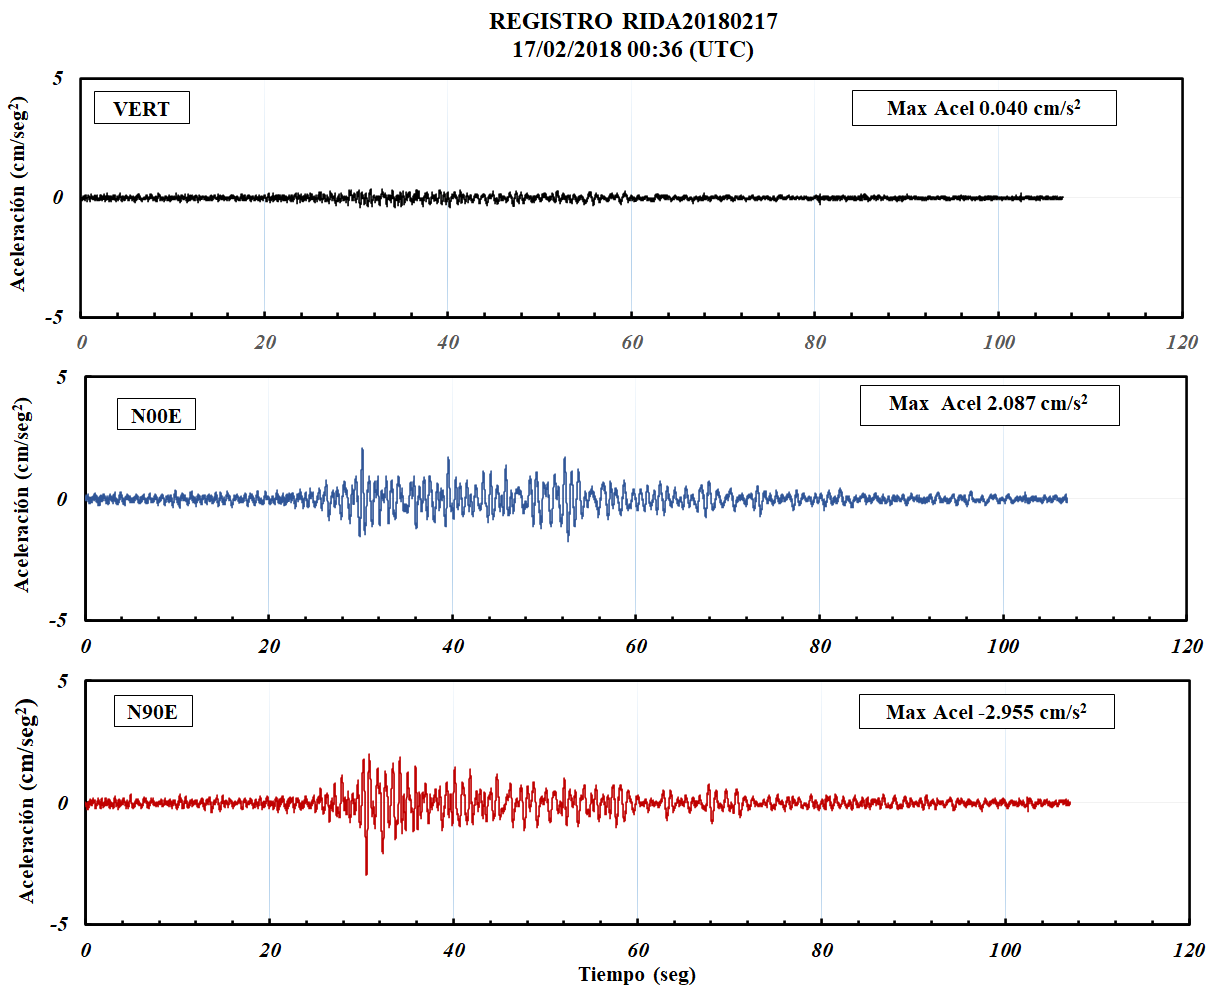 REGISTRO RIDA20180217
17/02/2018 00:36 (UTC)
5
VERT
Max Acel 0.040 cm/s²
Aceleración (cm/seg²)
0
-5
0 20 40 60 80 100 120
5
N00E
Max Acel 2.087 cm/s²
Aceleración (cm/seg²)
0
-5
0 20 40 60 80 100 120
5
N90E
Max Acel -2.955 cm/s²
Aceleración (cm/seg²)
0
-5
0 20 40 60 80 100 120
Tiempo (seg)